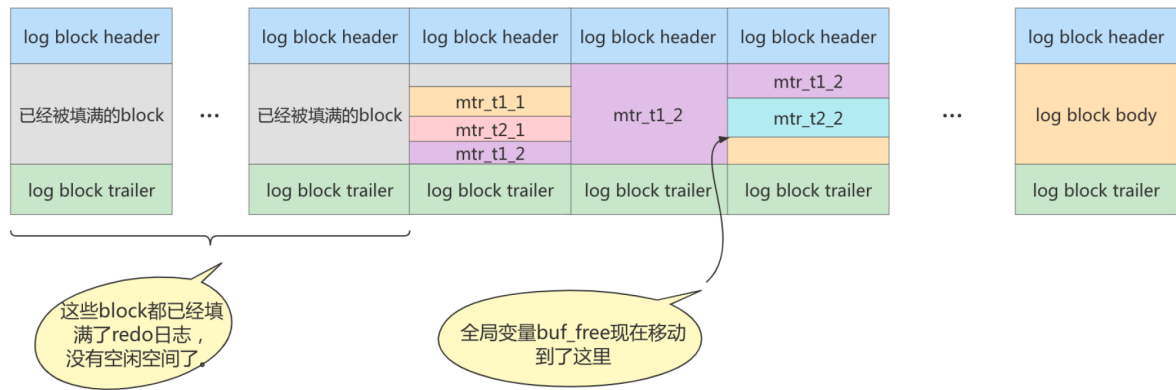 log block header
log block header
log block header
log block header
log block header
log block header
已经被填满的block
...
已经被填满的block
mtr_t1_1
mtr_t2_1
mtr_t1_2
mtr_t1_2
mtr_t1_2
mtr_t2_2
...
log block body
log block trailer
log block trailer
log block trailer
log block trailer
log block trailer
log block trailer
这些block都已经填
满了redo日志，
没有空闲空间了。
全局变量buf_free现在移动
到了这里